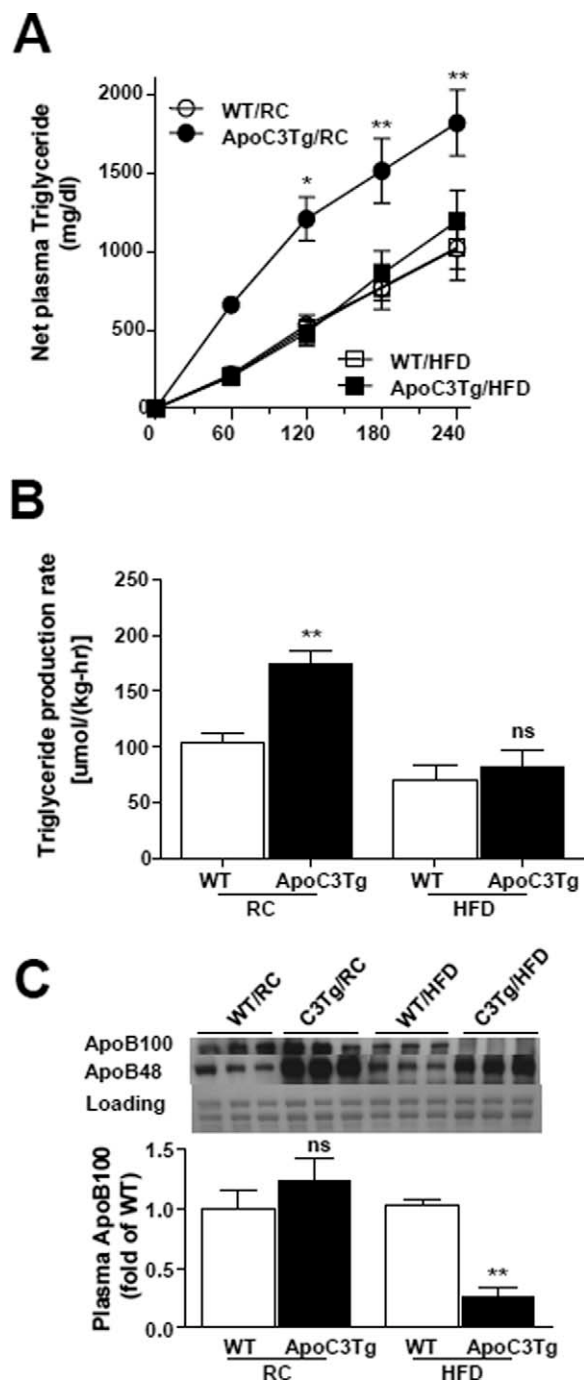 A
Net plasma Triglyceride
(mg/dl)
2000
1500
1000
500
0
WT/RC
ApoC3Tg/RC
*
**
**
WT/HFD
ApoC3Tg/HFD
0 60 120 180 240
B
Triglyceride production rate
[umol/(kg-hr)]
250
200
150
100
50
0
**
ns
WT ApoC3Tg WT ApoC3Tg
RC HFD
C
WT/RC C3Tg/RC WT/HFD C3Tg/HFD
ApoB100
ApoB48
Loading
Plasma ApoB100
(fold of WT)
1.5
1.0
0.5
0.0
ns
**
WT ApoC3Tg WT ApoC3Tg
RC HFD